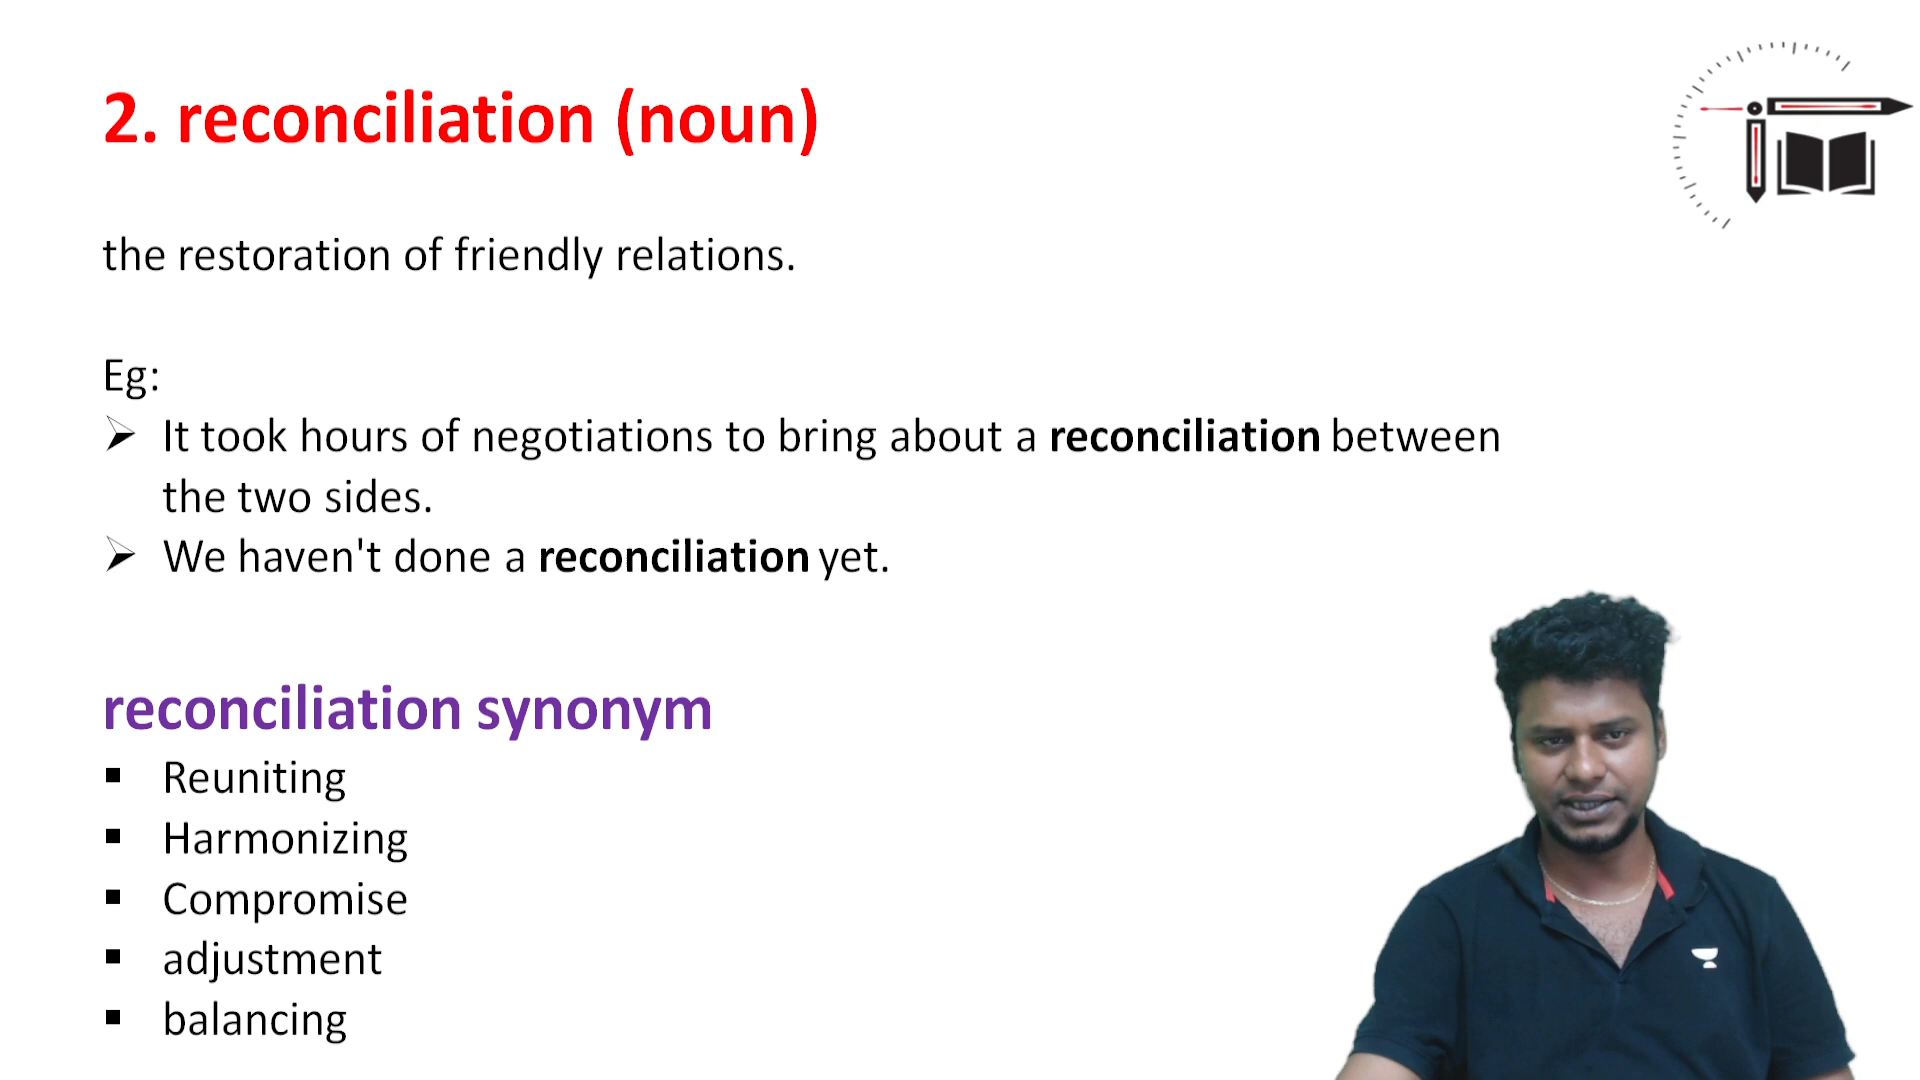 2. reconciliation (noun)
the restoration of friendly relations.
Eg:
It took hours of negotiations to bring about a reconciliation between
the two sides.
We haven't done a reconciliation yet.
reconciliation synonym
Reuniting
Harmonizing
Compromise
adjustment
balancing